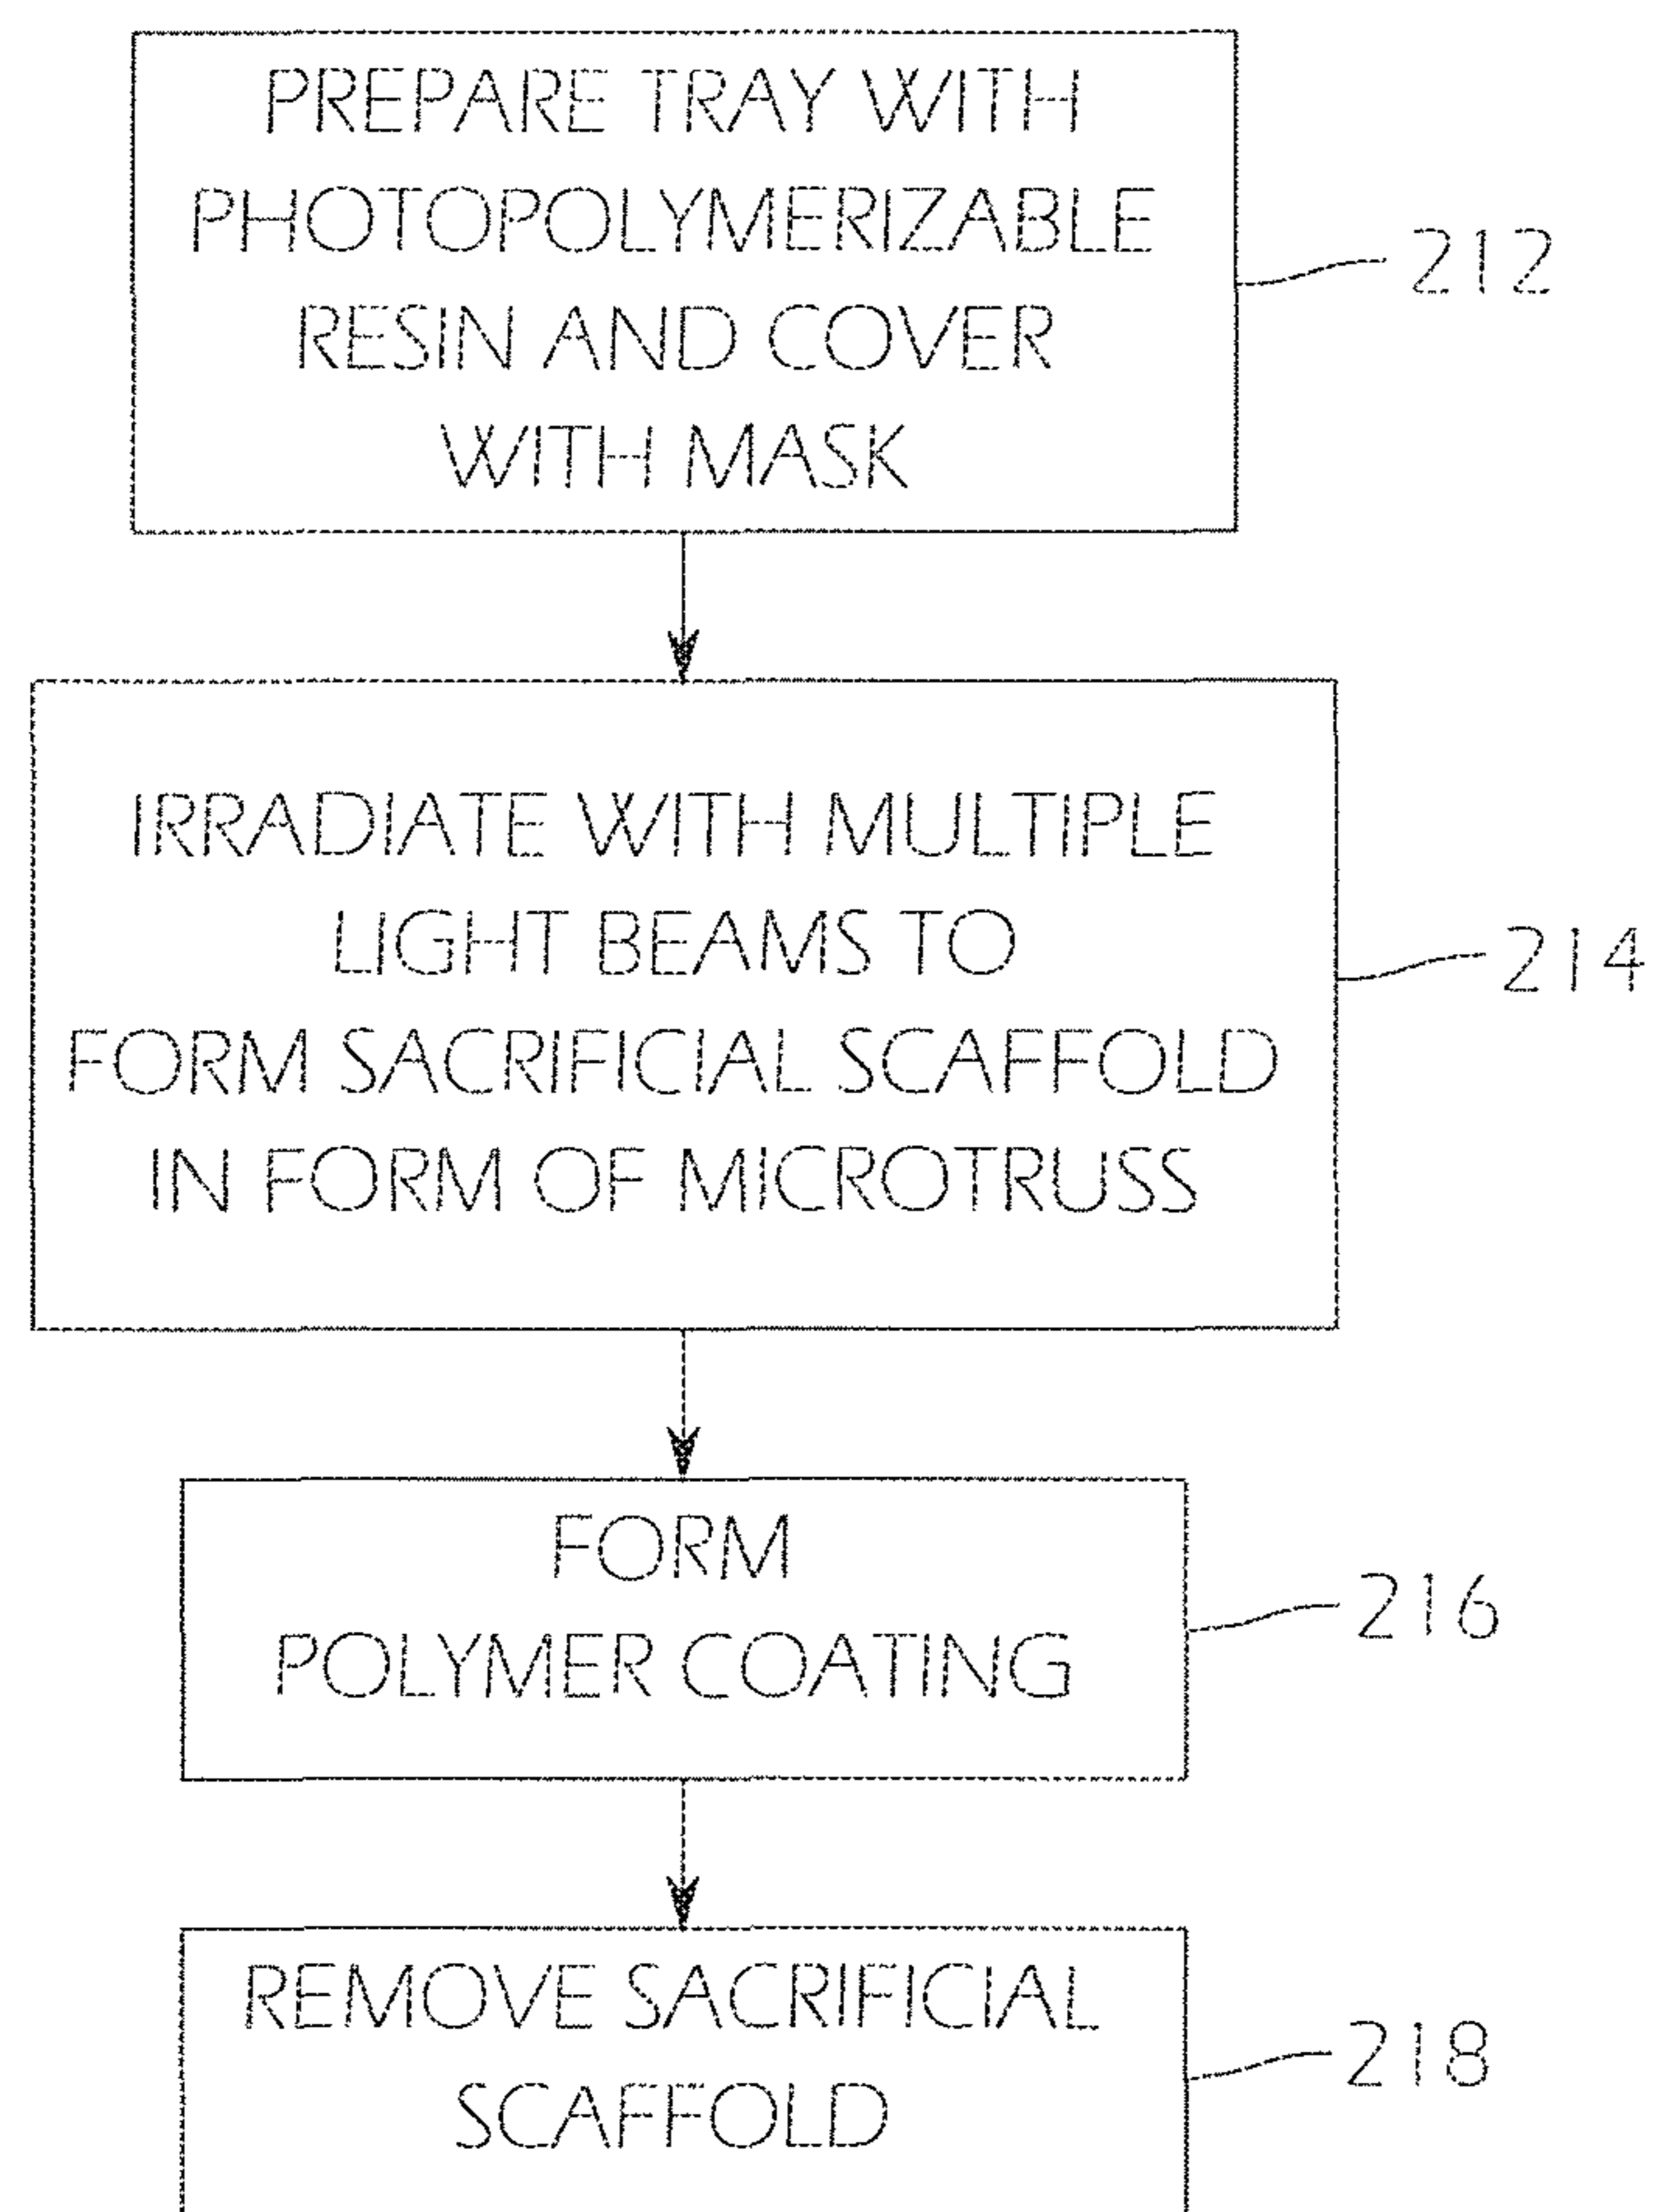 PREPARE TRAY WITH
PHOTOPOLYMERIZABLE
RESIN AND COVER
WITH MASK
212
IRRADIATE WITH MULTIPLE
LIGHT BEAMS TO
FORM SACRIFICIAL SCAFFOLD
IN FORM OF MICROTRUSS
214
FORM
POLYMER COATING
216
REMOVE SACRIFICIAL
SCAFFOLD
218